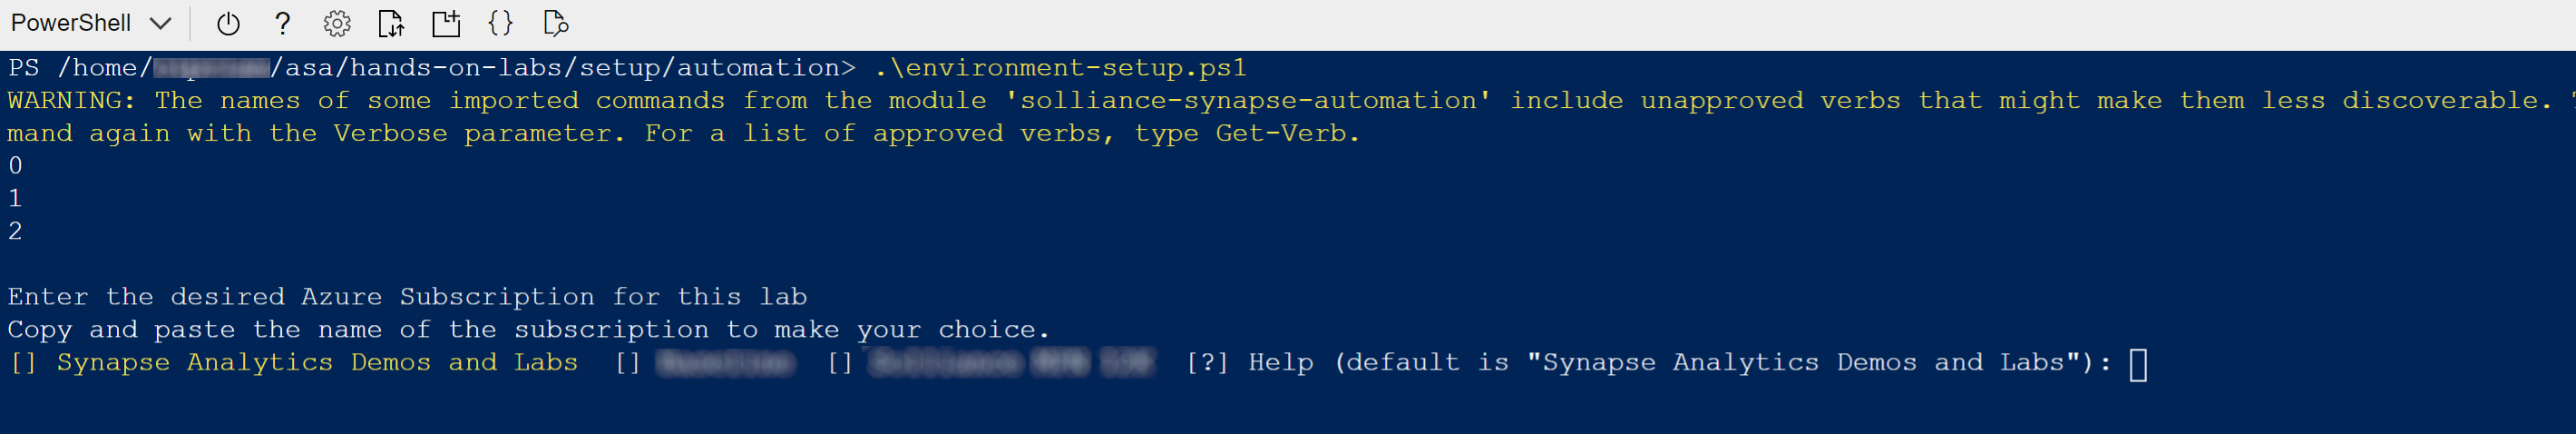 PowerShell
PS /home/ /asa/hands-on-labs/setup/automation> .\environment-setup.ps1
WARNING: The names of some imported commands from the module 'solliance-synapse-automation' include unapproved verbs that might make them less discoverable.
mand again with the Verbose parameter. For a list of approved verbs, type Get-Verb.
0
1
2
Enter the desired Azure Subscription for this lab
Copy and paste the name of the subscription to make your choice.
[] Synapse Analytics Demos and Labs [] [] [?] Help (default is "Synapse Analytics Demos and Labs"):